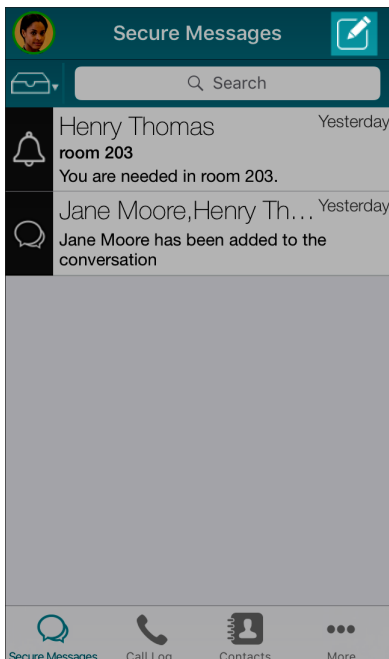 Secure Messages
Search
Henry Thomas
Yesterday
room 203
You are needed in room 203.
Jane Moore,Henry Th...
Yesterday
Jane Moore has been added to the
conversation
Secure Messages
Call Log
Contacts
More